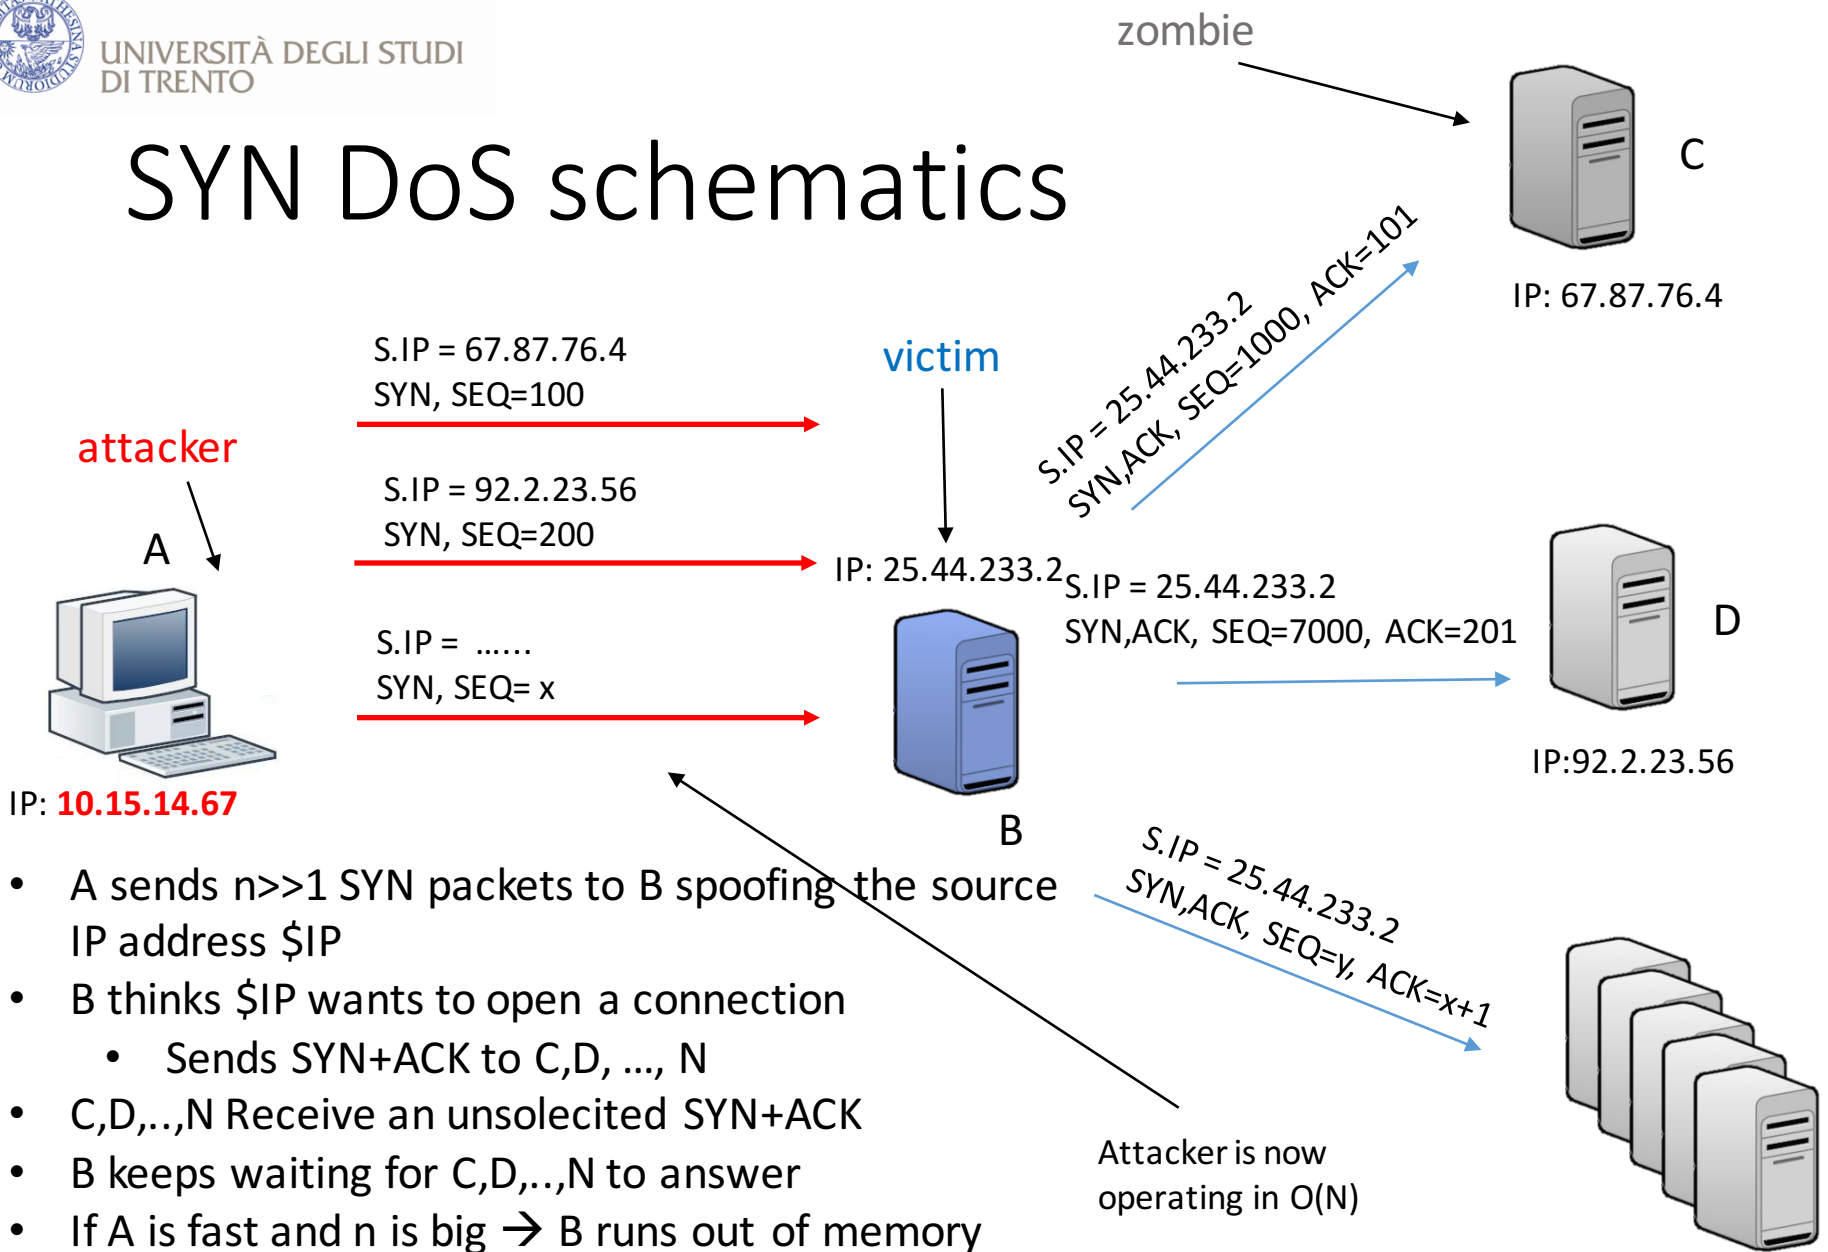 UNIVERSITÀ DEGLI STUDI
DI TRENTO
zombie
SYN DoS schematics
C
IP: 67.87.76.4
S.IP = 67.87.76.4
SYN, SEQ=100
victim
S.IP = 25.44.233.2
SYN,ACK, SEQ=1000, ACK=101
attacker
S.IP = 92.2.23.56
SYN, SEQ=200
A
IP: 25.44.233.2
S.IP = 25.44.233.2
SYN,ACK, SEQ=7000, ACK=201
D
S.IP = …...
SYN, SEQ= x
IP:92.2.23.56
IP: 10.15.14.67
B
S.IP = 25.44.233.2
SYN,ACK, SEQ=y, ACK=x+1
• A sends n>>1 SYN packets to B spoofing the source
IP address $IP
• B thinks $IP wants to open a connection
• Sends SYN+ACK to C,D, …, N
• C,D,..,N Receive an unsolecited SYN+ACK
• B keeps waiting for C,D,..,N to answer
• If A is fast and n is big → B runs out of memory
Attacker is now
operating in O(N)